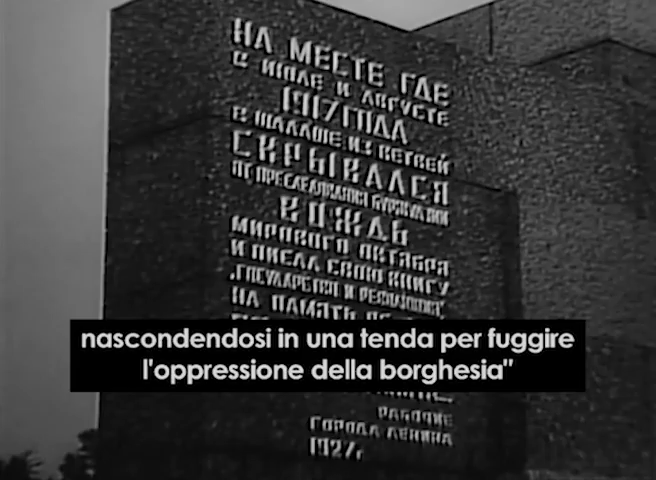 НА МЕСТЕ ГДЕ
В ИЮЛЕ И АВГУСТЕ
1917 ГОДА
В ШАЛАШЕ ИЗ ВЕТВЕЙ
СКРЫВАЛСЯ
ОТ ПРЕСЛЕДОВАНИЯ БУРЖУАЗИИ
ВОЖДЬ
МИРОВОГО ОКТЯБРЯ
И ПИСАЛ СВОЮ КНИГУ
„ГОСУДАРСТВО И РЕВОЛЮЦИЯ“
НА ПАМЯТЬ
nascondendosi in una tenda per fuggire
l'oppressione della borghesia"
РАБОЧИЕ
ГОРОДА ЛЕНИНА
1927г.